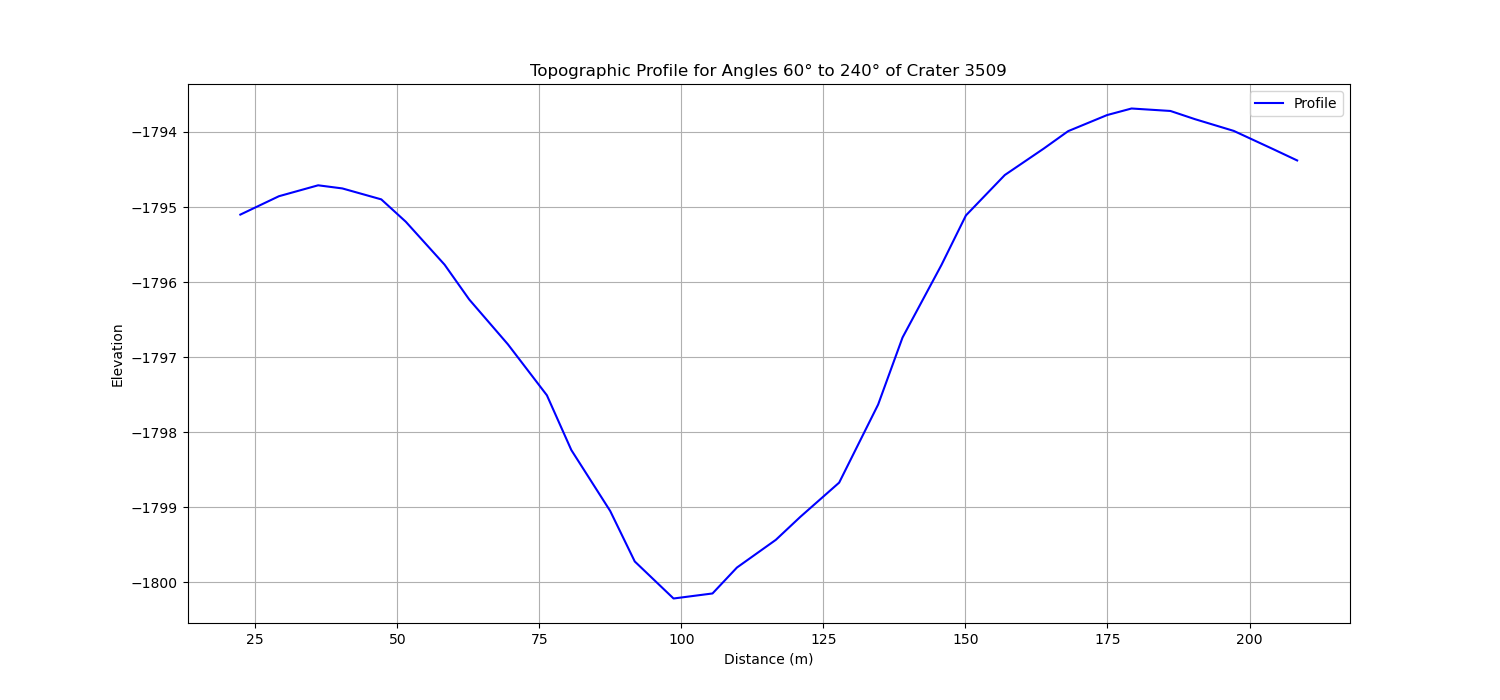 Topographic Profile for Angles 60° to 240° of Crater 3509
Profile
−1794
−1795
−1796
−1797
−1798
−1799
−1800
Elevation
25 50 75 100 125 150 175 200
Distance (m)